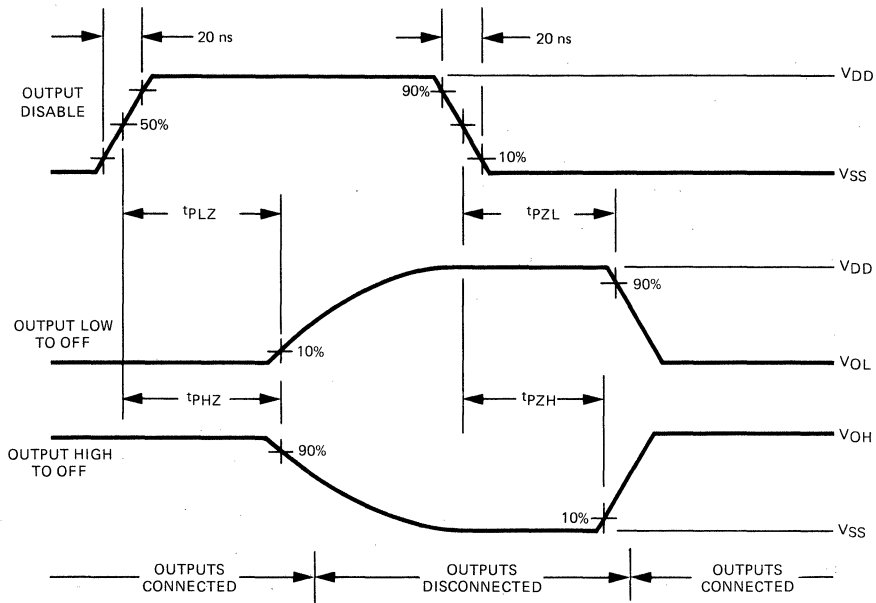 20 ns
20 ns
VDD
OUTPUT
DISABLE
90%
50%
10%
VSS
tPLZ
tPZL
VDD
90%
OUTPUT LOW
TO OFF
10%
VOL
tPHZ
tPZH
VOH
OUTPUT HIGH
TO OFF
90%
10%
VSS
OUTPUTS
CONNECTED
OUTPUTS
DISCONNECTED
OUTPUTS
CONNECTED